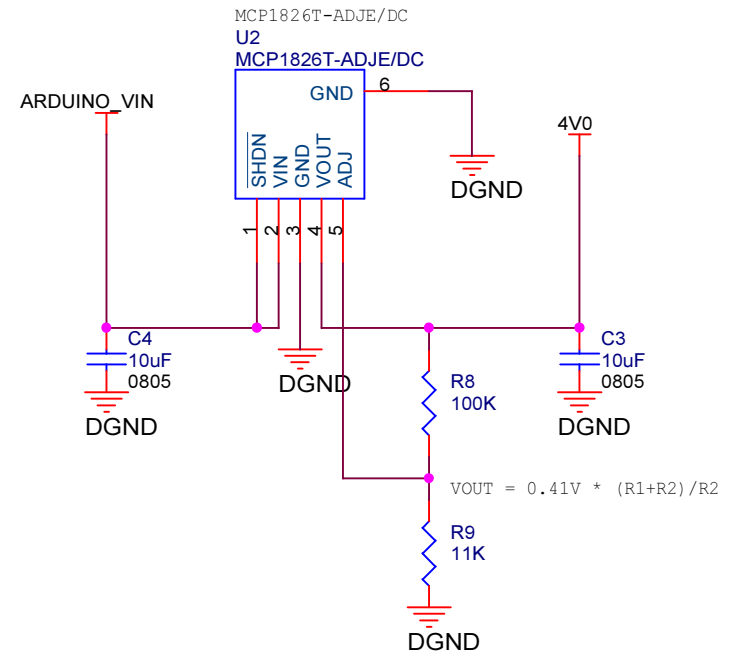 MCP1826T-ADJE/DC
U2
MCP1826T-ADJE/DC
GND
6
ARDUINO_VIN
4V0
SHDN
VIN
GND
VOUT
ADJ
DGND
1
2
3
4
5
C4
10uF
0805
DGND
DGND
R8
100K
C3
10uF
0805
DGND
VOUT = 0.41V * (R1+R2)/R2
R9
11K
DGND